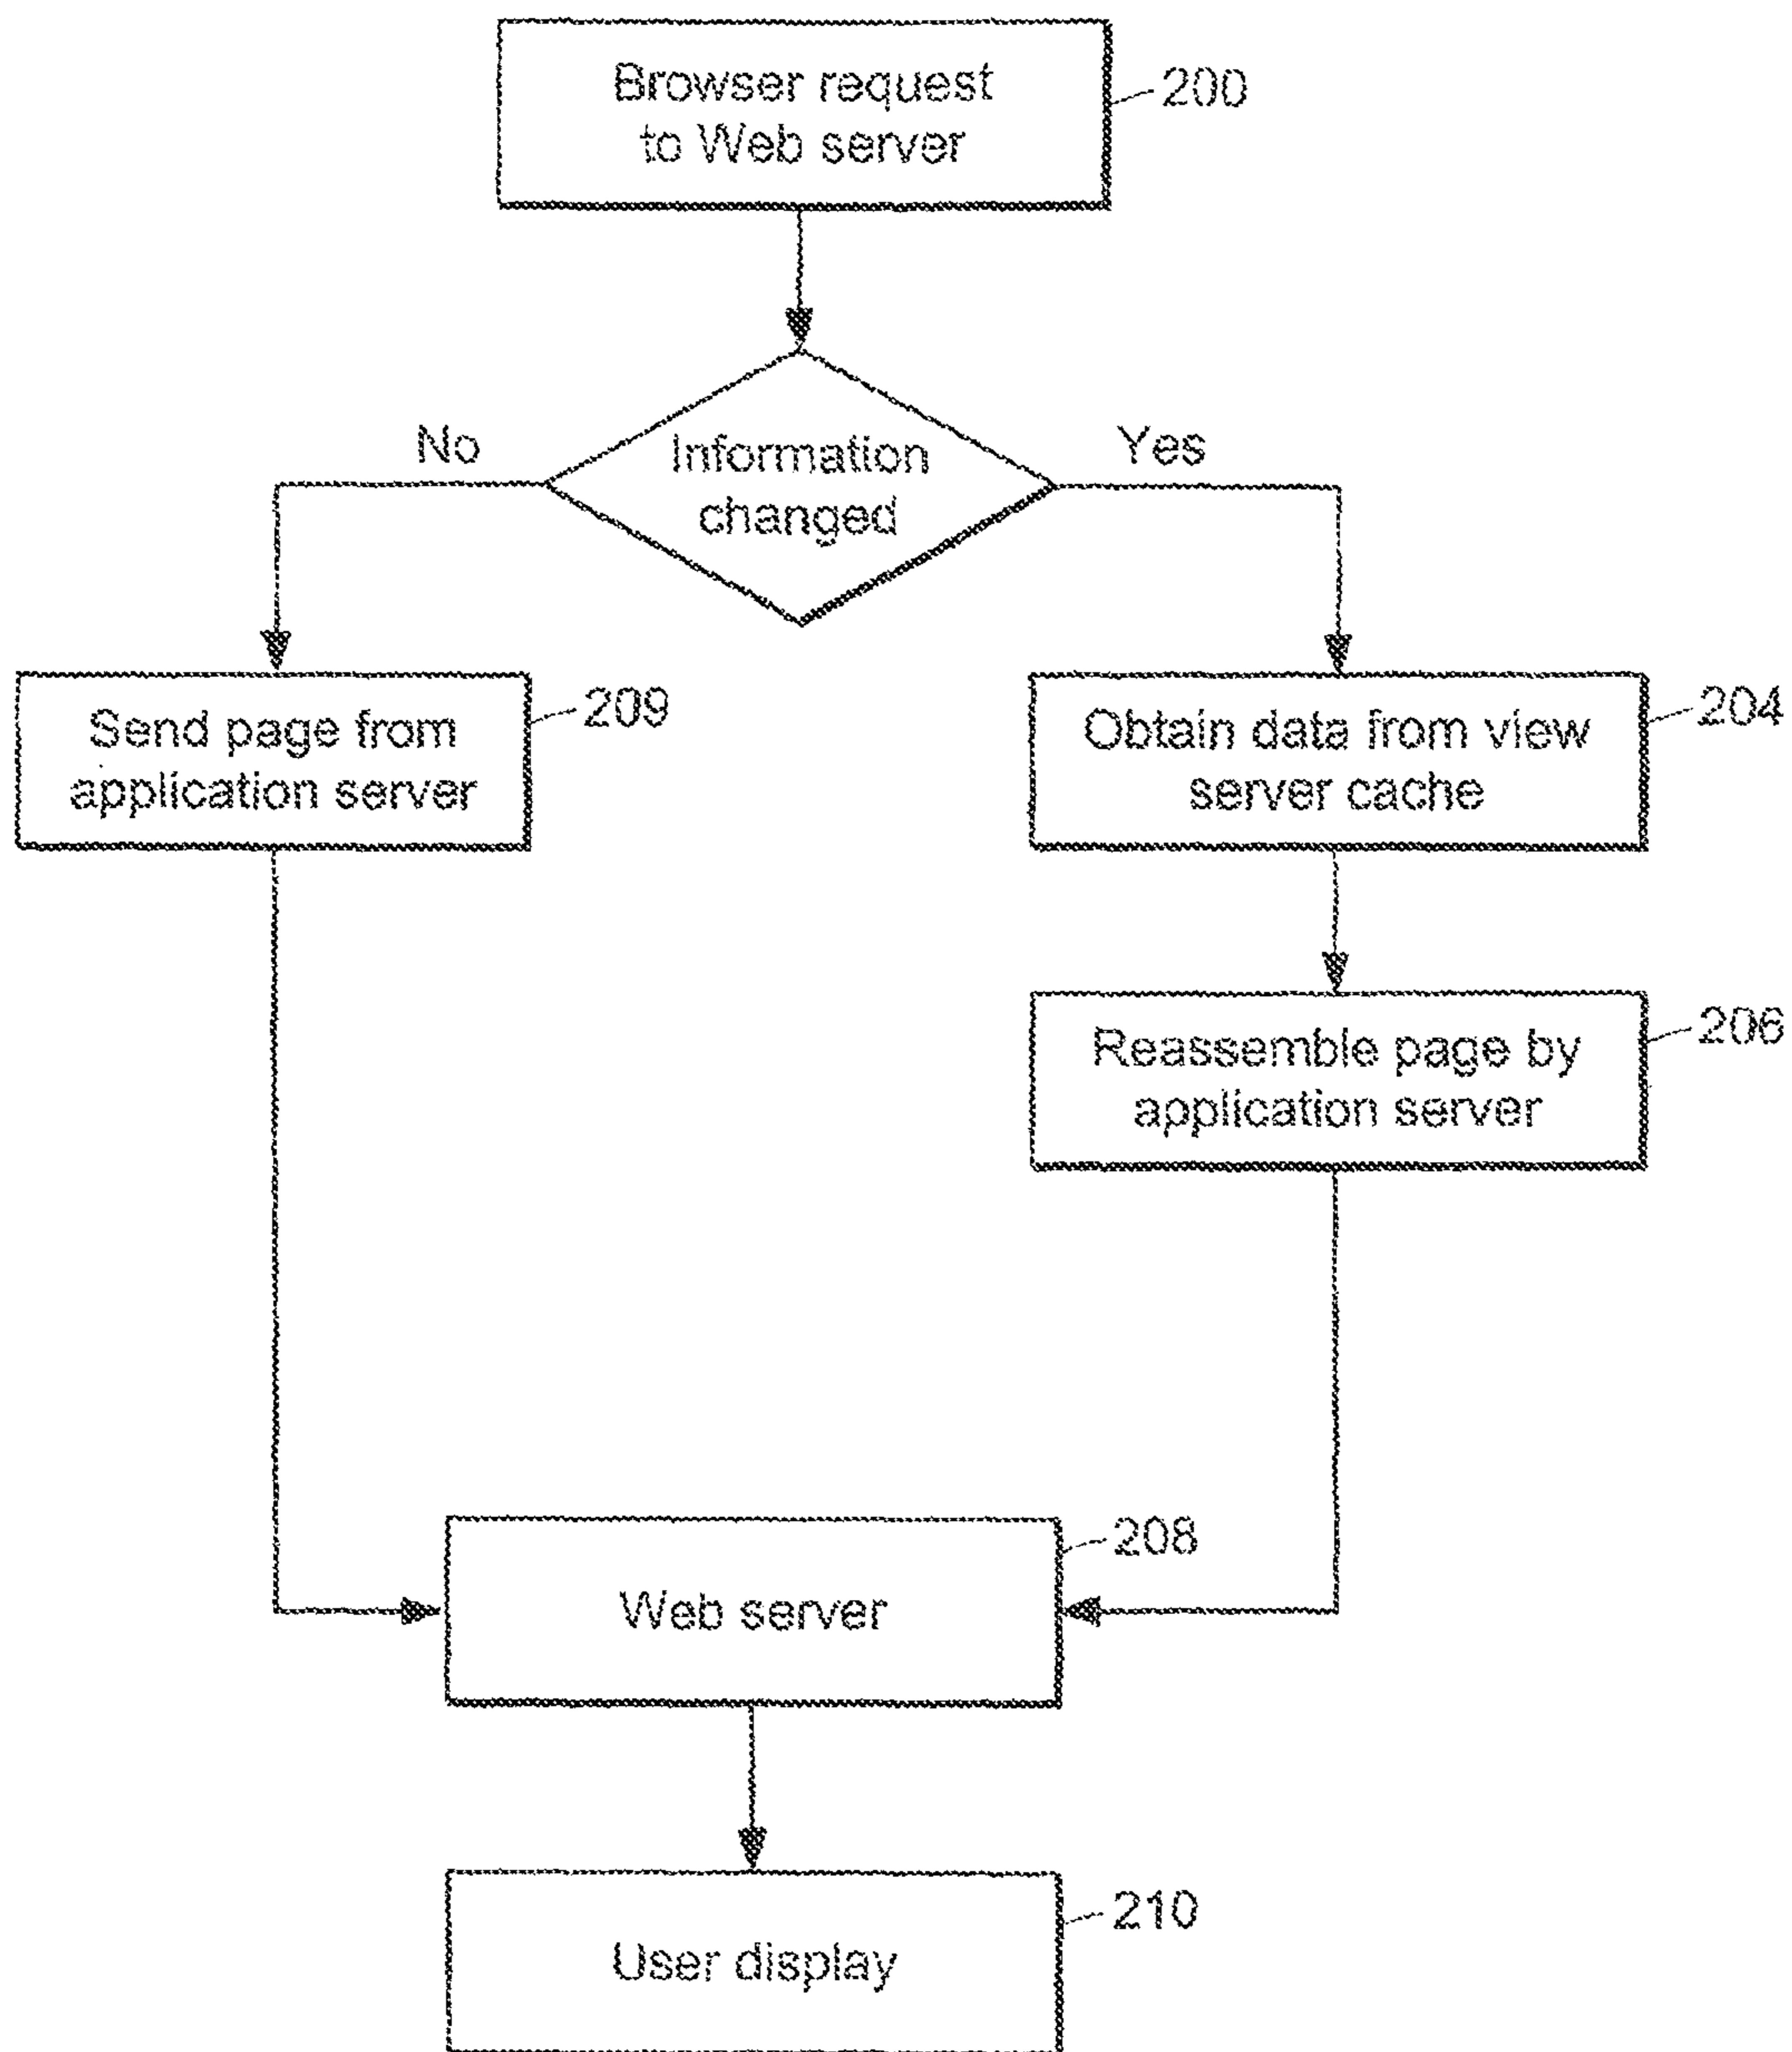 Browser request
to Web server
200
No
Information
changed
Yes
Send page from
application server
209
Obtain data from view
server cache
204
Reassemble page by
application server
206
Web server
208
User display
210